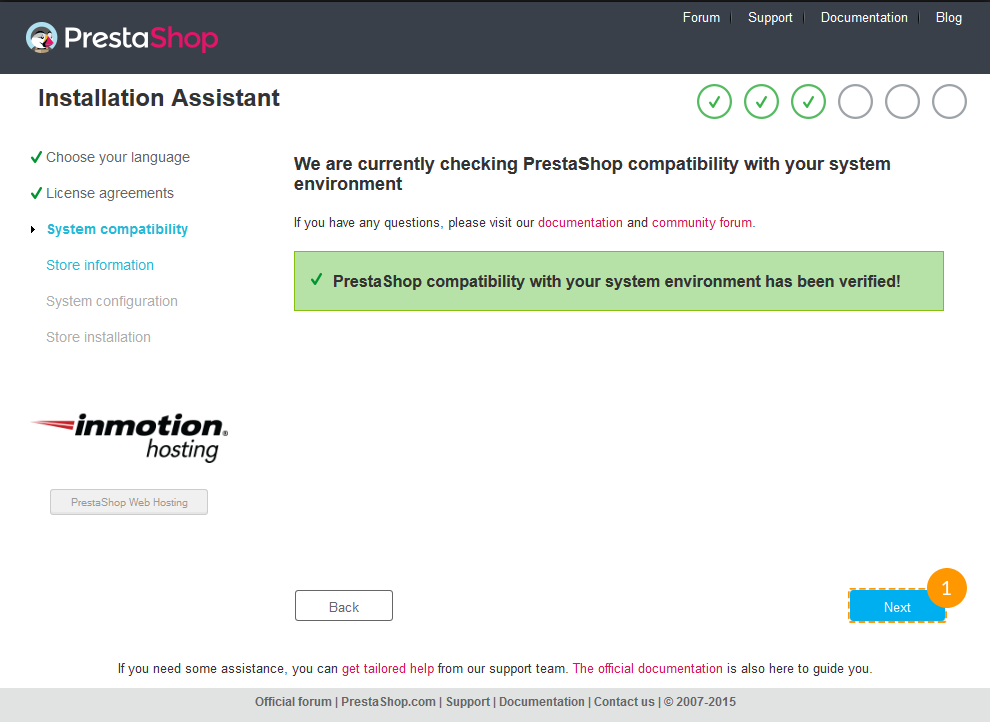 Forum | Support | Documentation | Blog
PrestaShop
Installation Assistant
Choose your language
License agreements
System compatibility
Store information
System configuration
Store installation
inmotion®
hosting
PrestaShop Web Hosting
We are currently checking PrestaShop compatibility with your system
environment
If you have any questions, please visit our documentation and community forum.
PrestaShop compatibility with your system environment has been verified!
Back
Next
1
If you need some assistance, you can get tailored help from our support team. The official documentation is also here to guide you.
Official forum | PrestaShop.com | Support | Documentation | Contact us | © 2007-2015